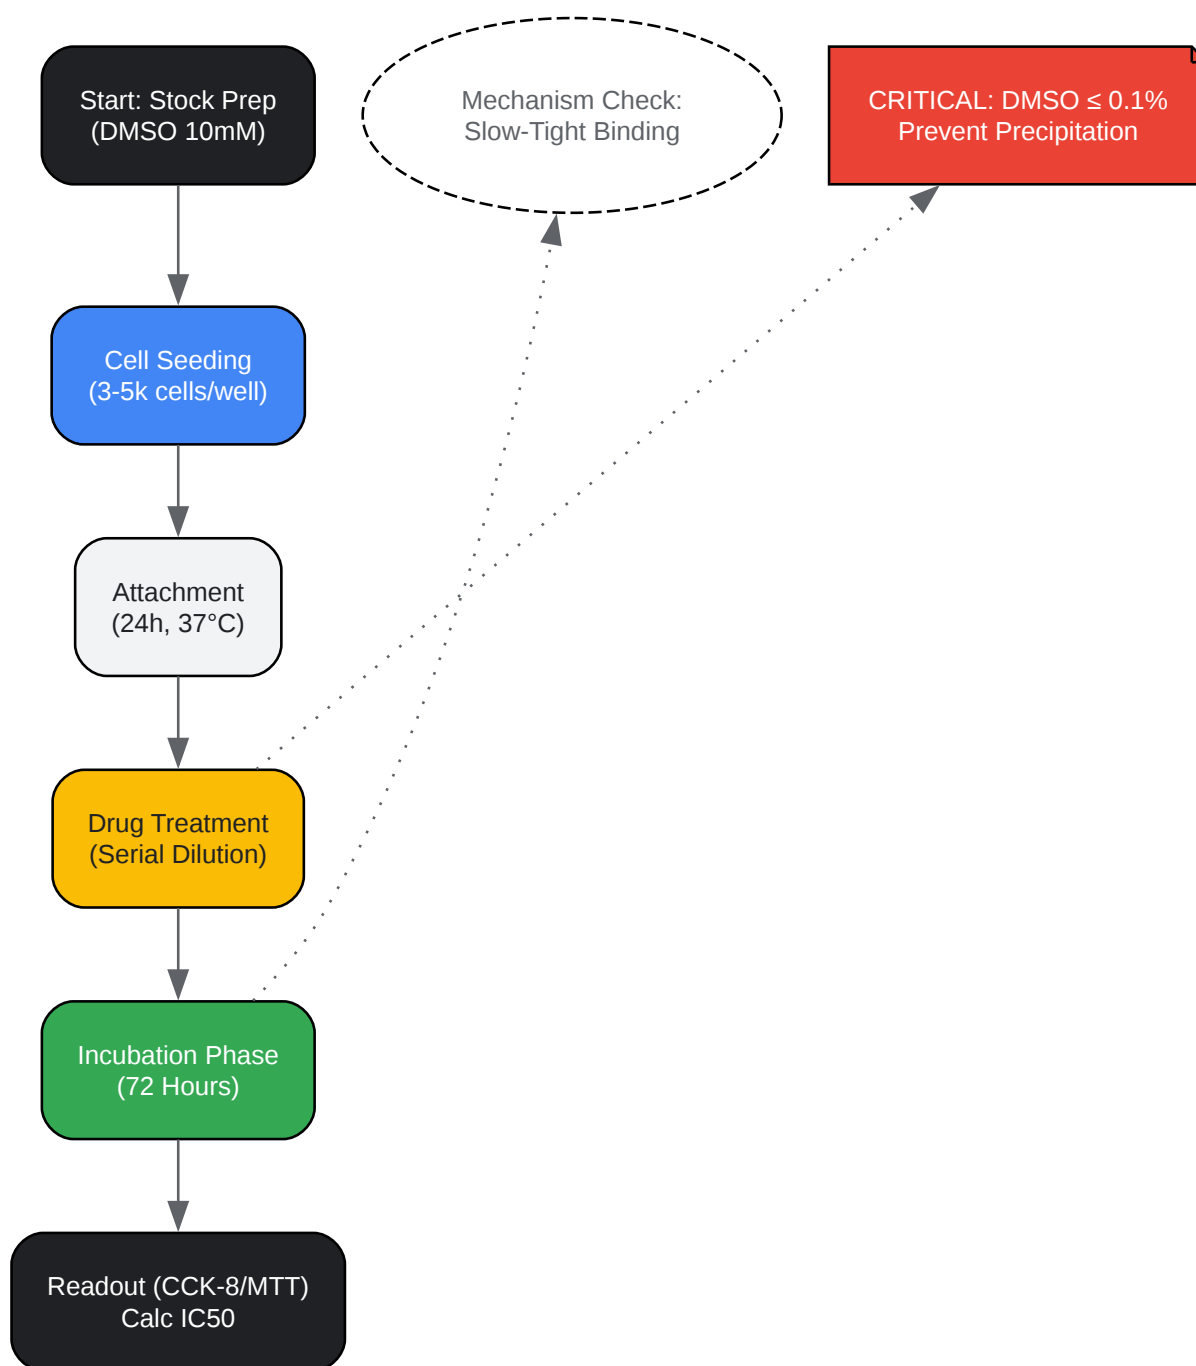 Start: Stock Prep
(DMSO 10mM)
Mechanism Check:
Slow-Tight Binding
CRITICAL: DMSO ≤ 0.1%
Prevent Precipitation
Cell Seeding
(3-5k cells/well)
Attachment
(24h, 37°C)
Drug Treatment
(Serial Dilution)
Incubation Phase
(72 Hours)
Readout (CCK-8/MTT)
Calc IC50